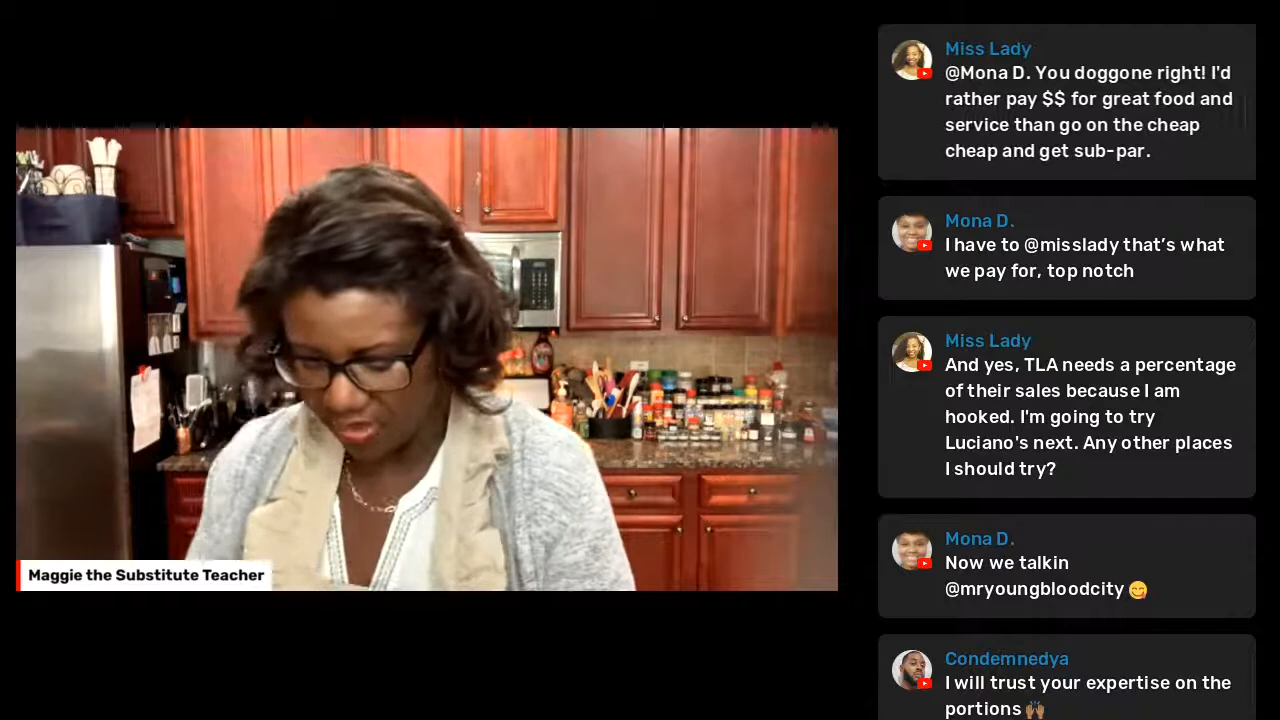 Miss Lady
@Mona D. You doggone right! I'd
rather pay $$ for great food and
service than go on the cheap
cheap and get sub-par.
Mona D.
I have to @misslady that’s what
we pay for, top notch
Miss Lady
And yes, TLA needs a percentage
of their sales because I am
hooked. I'm going to try
Luciano's next. Any other places
I should try?
Mona D.
Now we talkin
@mryoungbloodcity 😋
Condemnedya
I will trust your expertise on the
portions 🙌🏾
Maggie the Substitute Teacher